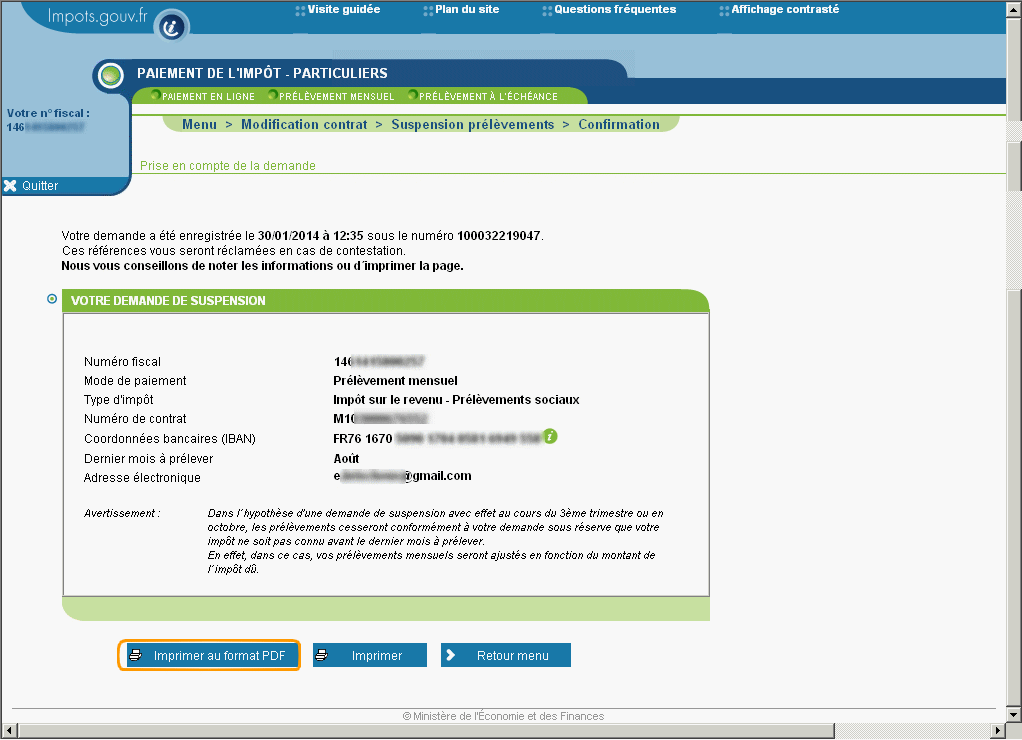 Impots.gouv.fr
Visite guidée
Plan du site
Questions fréquentes
Affichage contrasté
PAIEMENT DE L'IMPÔT - PARTICULIERS
PAIEMENT EN LIGNE
PRÉLÈVEMENT MENSUEL
PRÉLÈVEMENT À L'ÉCHÉANCE
Votre n° fiscal :
146
Menu > Modification contrat > Suspension prélèvements > Confirmation
Prise en compte de la demande
Quitter
Votre demande a été enregistrée le 30/01/2014 à 12:35 sous le numéro 100032219047.
Ces références vous seront réclamées en cas de contestation.
Nous vous conseillons de noter les informations ou d´imprimer la page.
VOTRE DEMANDE DE SUSPENSION
Numéro fiscal 146
Mode de paiement Prélèvement mensuel
Type d'impôt Impôt sur le revenu - Prélèvements sociaux
Numéro de contrat M10
Coordonnées bancaires (IBAN) FR76 1670
Dernier mois à prélever Août
Adresse électronique e @gmail.com
Avertissement : Dans l´hypothèse d'une demande de suspension avec effet au cours du 3ème trimestre ou en
octobre, les prélèvements cesseront conformément à votre demande sous réserve que votre
impôt ne soit pas connu avant le dernier mois à prélever.
En effet, dans ce cas, vos prélèvements mensuels seront ajustés en fonction du montant de
l´impôt dû.
Imprimer au format PDF
Imprimer
Retour menu
© Ministère de l'Économie et des Finances